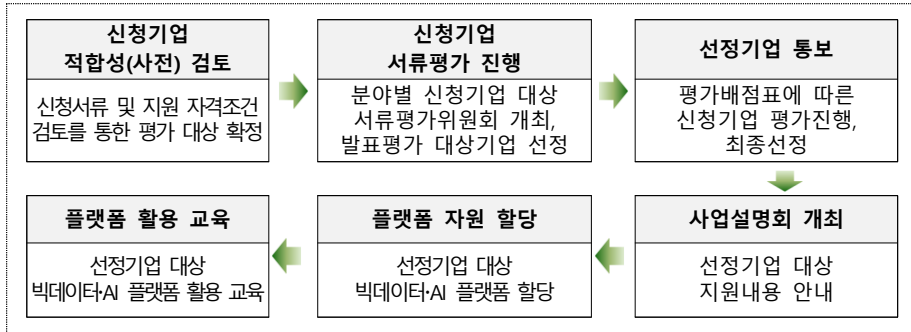 신청기업
적합성(사전) 검토
신청서류 및 지원 자격조건
검토를 통한 평가 대상 확정
신청기업
서류평가 진행
분야별 신청기업 대상
서류평가위원회 개최,
발표평가 대상기업 선정
선정기업 통보
평가배점표에 따른
신청기업 평가진행,
최종선정
사업설명회 개최
선정기업 대상
지원내용 안내
플랫폼 자원 할당
선정기업 대상
빅데이터·AI 플랫폼 할당
플랫폼 활용 교육
선정기업 대상
빅데이터·AI 플랫폼 활용 교육